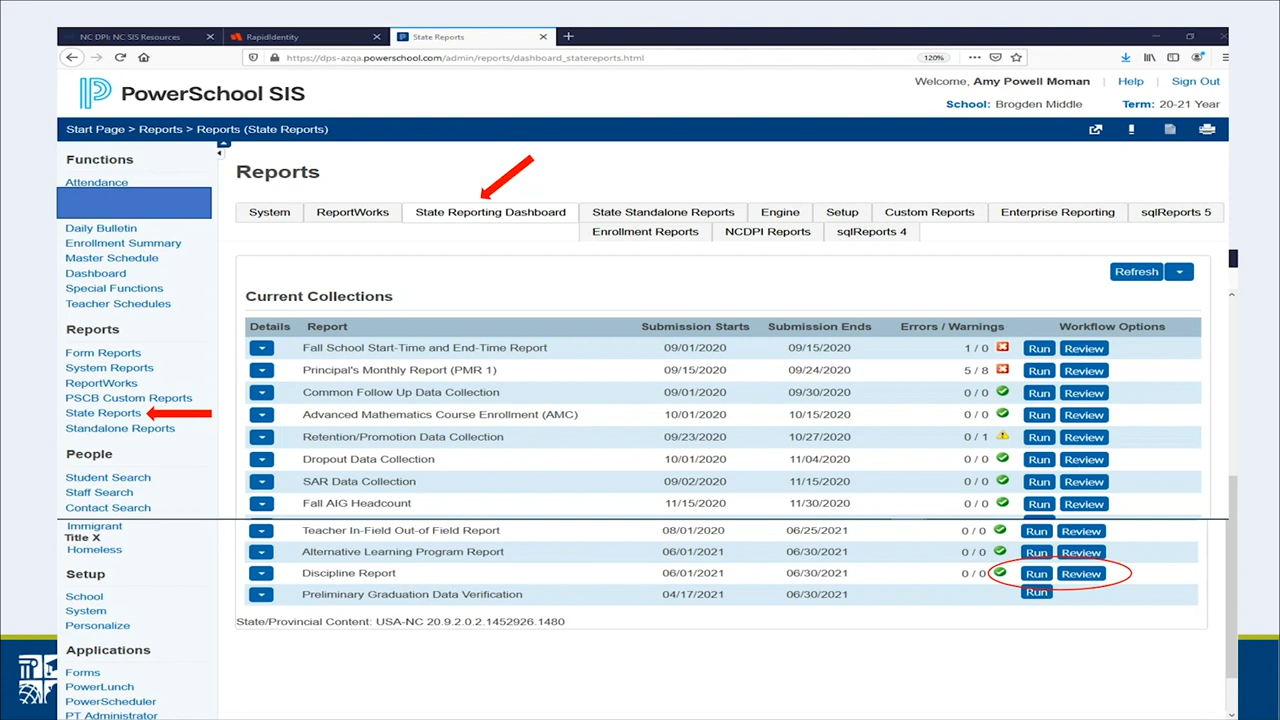 NC DPI: NC SIS Resources
RapidIdentity
State Reports
https://dps-azqa.powerschool.com/admin/reports/dashboard_statereports.html
120%
PowerSchool SIS
Welcome, Amy Powell Moman
Help
Sign Out
School: Brogden Middle
Term: 20-21 Year
Start Page > Reports > Reports (State Reports)
Functions
Attendance
Daily Bulletin
Enrollment Summary
Master Schedule
Dashboard
Special Functions
Teacher Schedules
Reports
Form Reports
System Reports
ReportWorks
PSCB Custom Reports
State Reports
Standalone Reports
People
Student Search
Staff Search
Contact Search
Immigrant
Title X
Homeless
Setup
School
System
Personalize
Applications
Forms
PowerLunch
PowerScheduler
PT Administrator
Reports
System ReportWorks State Reporting Dashboard State Standalone Reports Engine Setup Custom Reports Enterprise Reporting sqlReports 5
Enrollment Reports NCDPI Reports sqlReports 4
Refresh
Current Collections
Details Report Submission Starts Submission Ends Errors / Warnings Workflow Options
Fall School Start-Time and End-Time Report 09/01/2020 09/15/2020 1 / 0 Run Review
Principal's Monthly Report (PMR 1) 09/15/2020 09/24/2020 5 / 8 Run Review
Common Follow Up Data Collection 09/01/2020 09/30/2020 0 / 0 Run Review
Advanced Mathematics Course Enrollment (AMC) 10/01/2020 10/15/2020 0 / 0 Run Review
Retention/Promotion Data Collection 09/23/2020 10/27/2020 0 / 1 Run Review
Dropout Data Collection 10/01/2020 11/04/2020 0 / 0 Run Review
SAR Data Collection 09/02/2020 11/15/2020 0 / 0 Run Review
Fall AIG Headcount 11/15/2020 11/30/2020 0 / 0 Run Review
Teacher In-Field Out-of Field Report 08/01/2020 06/25/2021 0 / 0 Run Review
Alternative Learning Program Report 06/01/2021 06/30/2021 0 / 0 Run Review
Discipline Report 06/01/2021 06/30/2021 0 / 0 Run Review
Preliminary Graduation Data Verification 04/17/2021 06/30/2021 Run
State/Provincial Content: USA-NC 20.9.2.0.2.1452926.1480